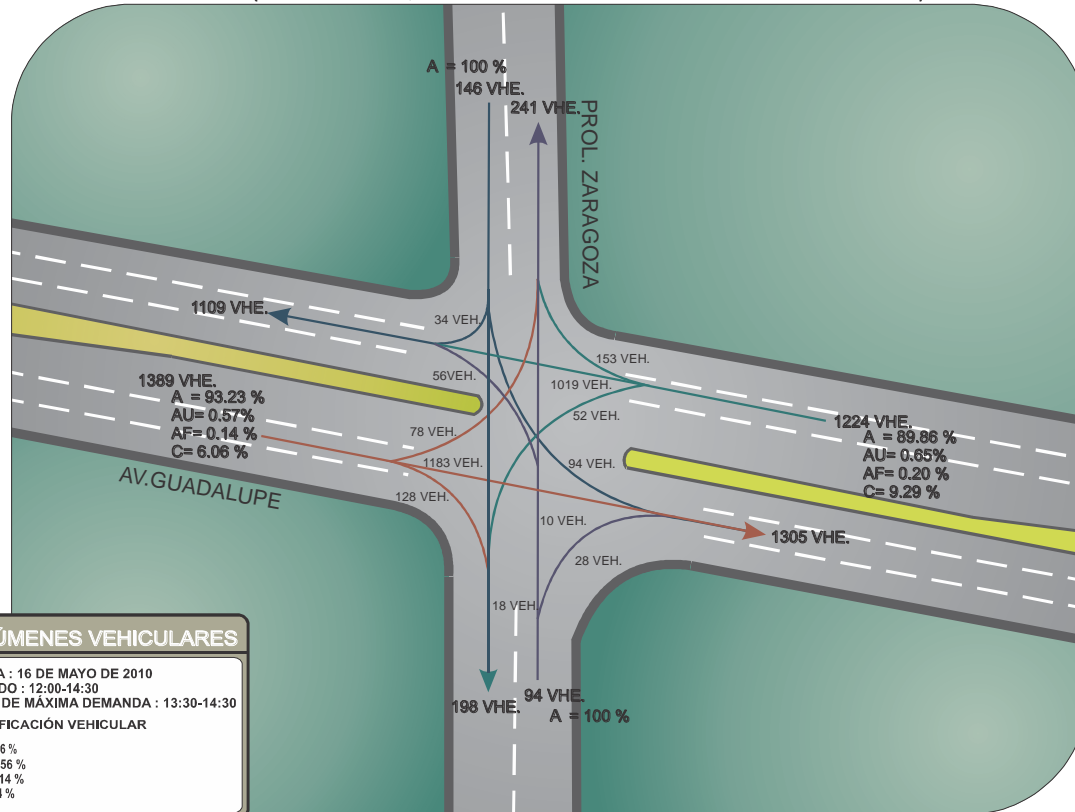 A = 100 %
146 VHE.
241 VHE.
PROL. ZARAGOZA
1109 VHE.
34 VEH.
153 VEH.
56VEH.
1019 VEH.
1389 VHE.
A = 93.23 %
AU= 0.57%
AF= 0.14 %
C= 6.06 %
52 VEH.
78 VEH.
1224 VHE.
A = 89.86 %
AU= 0.65%
AF= 0.20 %
C= 9.29 %
1183 VEH.
94 VEH.
AV.GUADALUPE
128 VEH.
10 VEH.
1305 VHE.
28 VEH.
18 VEH.
198 VHE.
94 VHE.
A = 100 %
ÚMENES VEHICULARES
A : 16 DE MAYO DE 2010
DO : 12:00-14:30
DE MÁXIMA DEMANDA : 13:30-14:30
FICACIÓN VEHICULAR
6 %
56 %
14 %
%